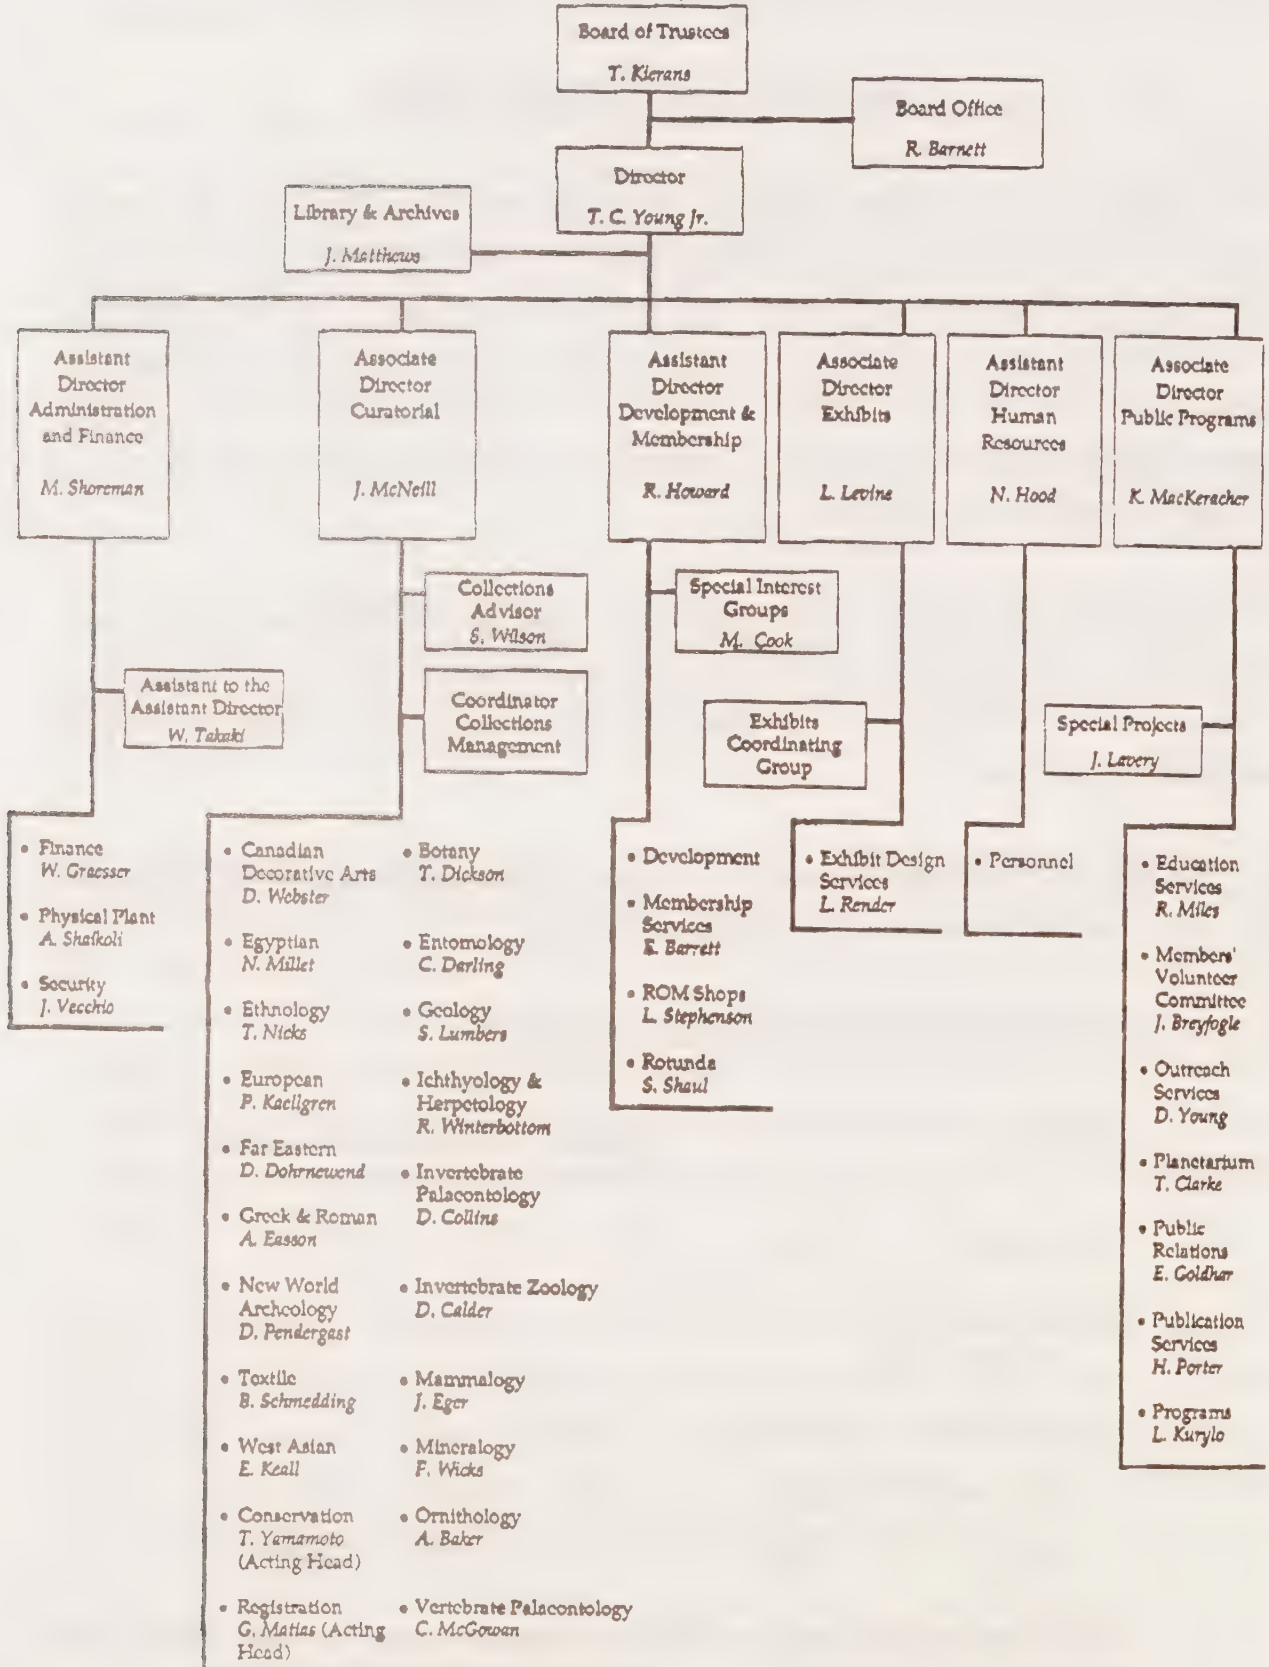 Board of Trustees
T. Kierans
Board Office
R. Barnett
Director
T. C. Young Jr.
Library & Archives
J. Matthews
Assistant
Director
Administration
and Finance
M. Shoreman
Associate
Director
Curatorial
J. McNeill
Assistant
Director
Development &
Membership
R. Howard
Associate
Director
Exhibits
L. Levine
Assistant
Director
Human
Resources
N. Hood
Associate
Director
Public Programs
K. MacKeracher
Collections
Advisor
S. Wilson
Special Interest
Groups
M. Cook
Assistant to the
Assistant Director
W. Takaki
Coordinator
Collections
Management
Exhibits
Coordinating
Group
Special Projects
J. Lavery
• Finance
W. Graesser
• Physical Plant
A. Shaikoli
• Security
J. Vecchio
• Canadian
Decorative Arts
D. Webster
• Egyptian
N. Millet
• Ethnology
T. Nicks
• European
P. Kaellgren
• Far Eastern
D. Dohrnewend
• Greek & Roman
A. Easson
• New World
Archeology
D. Pendergast
• Textile
B. Schmedding
• West Asian
E. Keall
• Conservation
T. Yamamoto
(Acting Head)
• Registration
G. Matias (Acting
Head)
• Botany
T. Dickson
• Entomology
C. Darling
• Geology
S. Lumbers
• Ichthyology &
Herpetology
R. Winterbottom
• Invertebrate
Palaeontology
D. Collins
• Invertebrate Zoology
D. Calder
• Mammalogy
J. Eger
• Mineralogy
F. Wicks
• Ornithology
A. Baker
• Vertebrate Palaeontology
C. McGowan
• Development
• Membership
Services
E. Barrett
• ROM Shops
L. Stephenson
• Rotunda
S. Shaul
• Exhibit Design
Services
L. Render
• Personnel
• Education
Services
R. Miles
• Members'
Volunteer
Committee
J. Breyfogle
• Outreach
Services
D. Young
• Planetarium
T. Clarke
• Public
Relations
E. Goldhar
• Publication
Services
H. Porter
• Programs
L. Kurylo